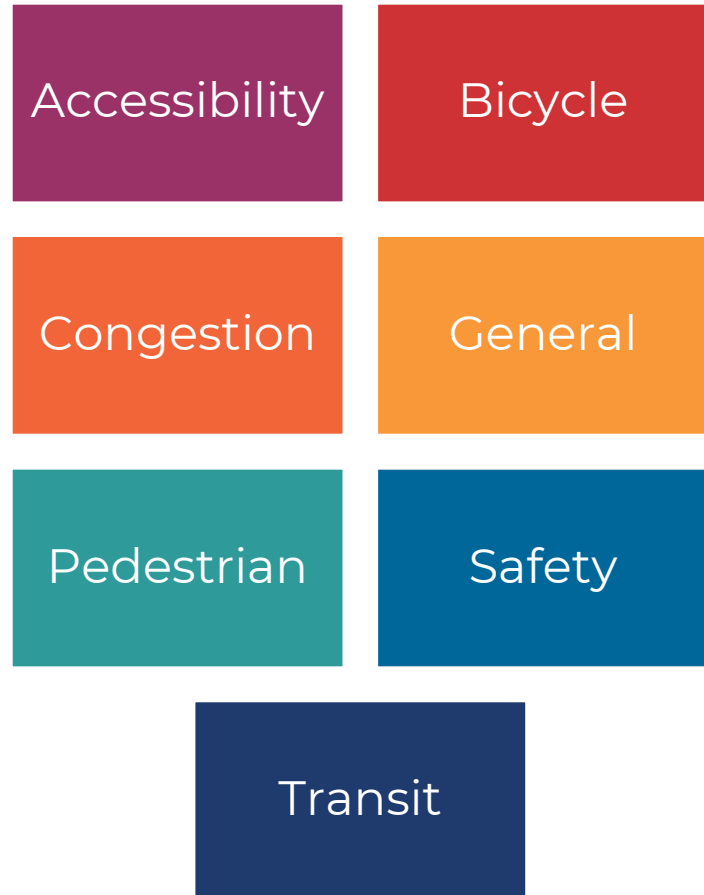 Accessibility
Bicycle
Congestion
General
Pedestrian
Safety
Transit